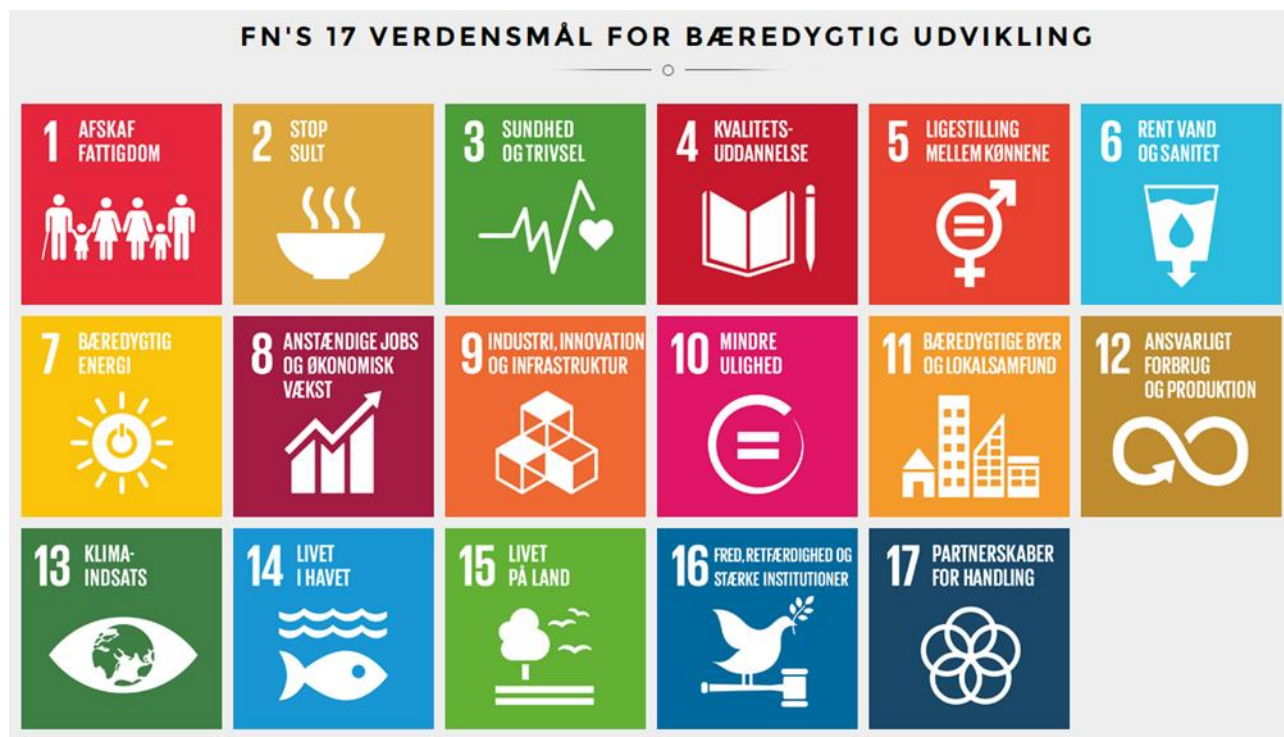 FN'S 17 VERDENSMÅL FOR BÆREDYGTIG UDVIKLING
1 AFSKAF
FATTIGDOM
2 STOP
SULT
3 SUNDHED
OG TRIVSEL
4 KVALITETS-
UDDANNELSE
5 LIGESTILLING
MELLEM KØNNENE
6 RENT VAND
OG SANITET
7 BÆREDYGTIG
ENERGI
8 ANSTÆNDIGE JOBS
OG ØKONOMISK
VÆKST
9 INDUSTRI, INNOVATION
OG INFRASTRUKTUR
10 MINDRE
ULIGHED
11 BÆREDYGTIGE BYER
OG LOKALSAMFUND
12 ANSVARLIGT
FORBRUG
OG PRODUKTION
13 KLIMA-
INDSATS
14 LIVET
I HAVET
15 LIVET
PÅ LAND
16 FRED, RETFÆRDIGHED OG
STÆRKE INSTITUTIONER
17 PARTNERSKABER
FOR HANDLING